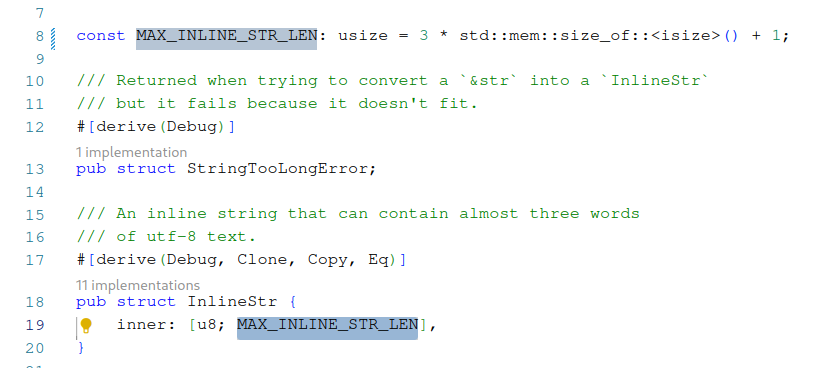 7
8 const MAX_INLINE_STR_LEN: usize = 3 * std::mem::size_of::<isize>() + 1;
9
10 /// Returned when trying to convert a `&str` into a `InlineStr`
11 /// but it fails because it doesn't fit.
12 #[derive(Debug)]
1 implementation
13 pub struct StringTooLongError;
14
15 /// An inline string that can contain almost three words
16 /// of utf-8 text.
17 #[derive(Debug, Clone, Copy, Eq)]
11 implementations
18 pub struct InlineStr {
19 inner: [u8; MAX_INLINE_STR_LEN],
20 }